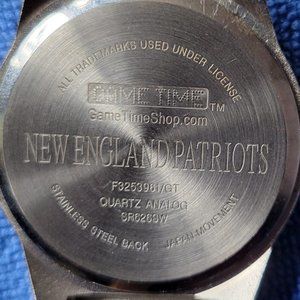 ALL TRADEMARKS USED UNDER LICENSE
GAME TIME™
GameTimeShop.com
NEW ENGLAND PATRIOTS
F3253981/GT
QUARTZ ANALOG
SR626SW
STAINLESS STEEL BACK
JAPAN-MOVEMENT